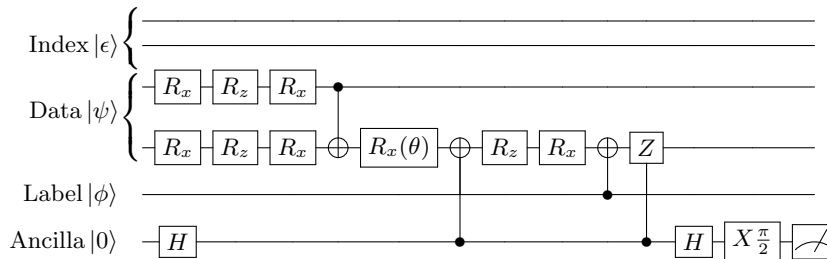 Index |ϵ⟩
R_x R_z R_x
Data |ψ⟩
R_x R_z R_x R_x(θ) R_z R_x Z
Label |ϕ⟩
Ancilla |0⟩ H H X π/2